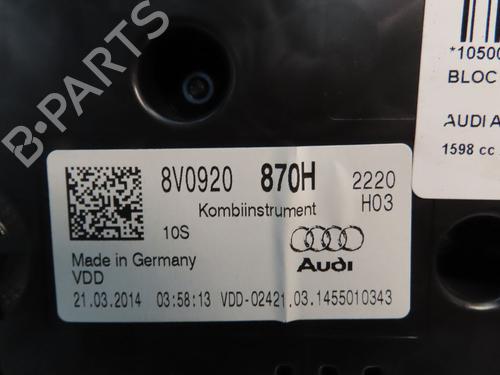 8V0920 870H 2220
Kombiinstrument H03
10S
Made in Germany
VDD
Audi
21.03.2014 03:58:13 VDD-02421.03.1455010343
*10500
BLOC
AUDI A
1598 cc
B-PARTS